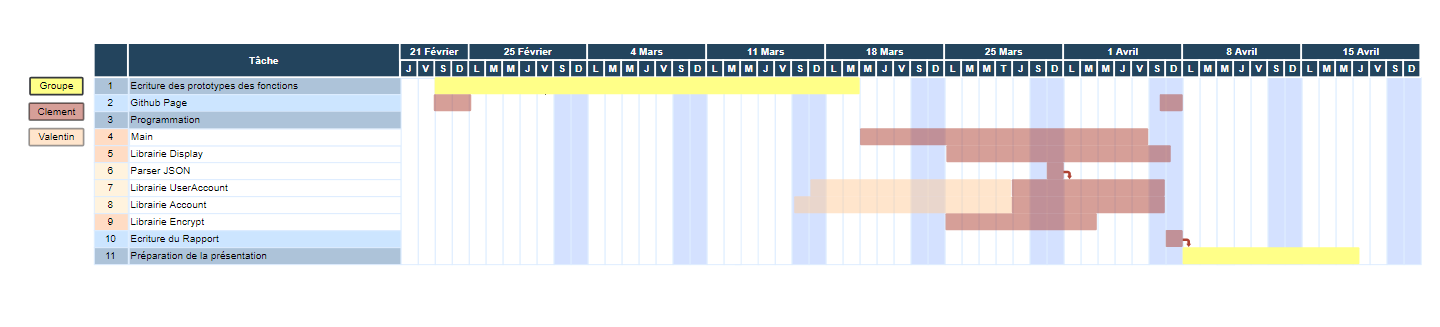 Tâche
21 Février 25 Février 4 Mars 11 Mars 18 Mars 25 Mars 1 Avril 8 Avril 15 Avril
J V S D L M M J V S D L M M J V S D L M M J V S D L M M J V S D L M M T J S D L M M J V S D L M M J V S D L M M J V S D
Groupe
Clement
Valentin
1 Ecriture des prototypes des fonctions
2 Github Page
3 Programmation
4 Main
5 Librairie Display
6 Parser JSON
7 Librairie UserAccount
8 Librairie Account
9 Librairie Encrypt
10 Ecriture du Rapport
11 Préparation de la présentation